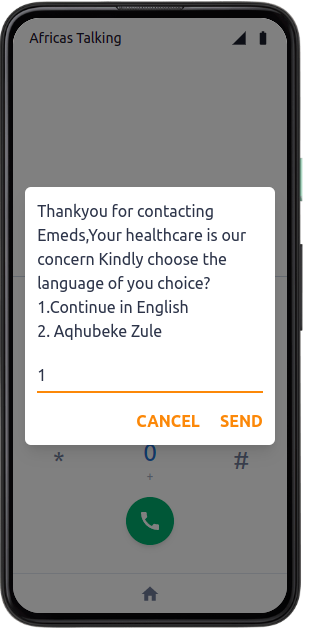 Africas Talking
Thankyou for contacting
Emeds,Your healthcare is our
concern Kindly choose the
language of you choice?
1.Continue in English
2. Aqhubeke Zule
1
CANCEL SEND
* 0 #
+